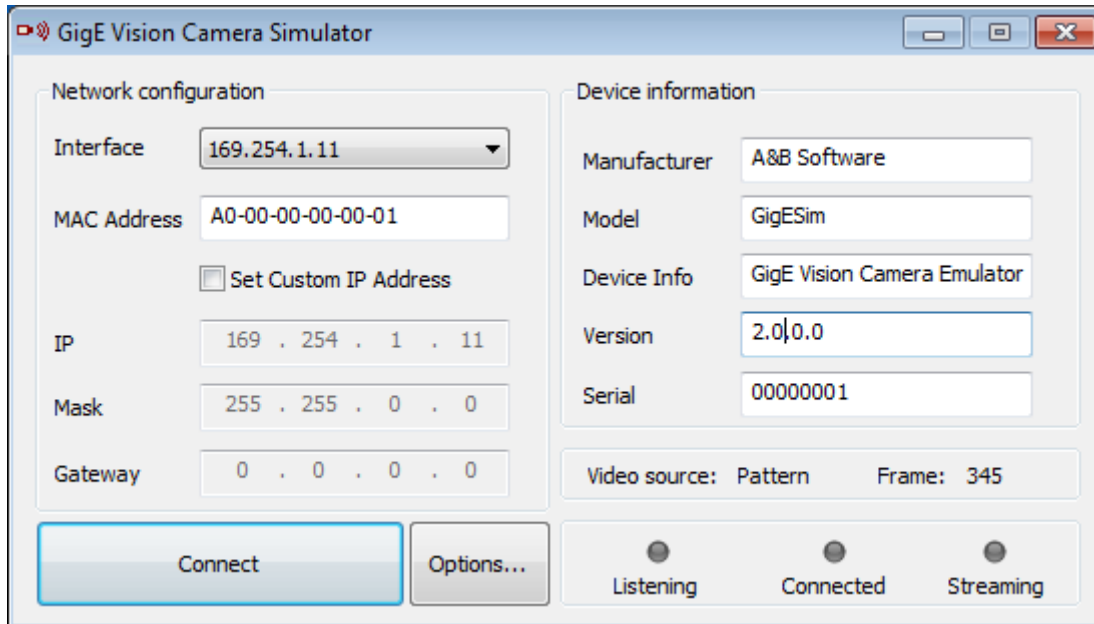 GigE Vision Camera Simulator
Network configuration
Interface 169.254.1.11
MAC Address A0-00-00-00-00-01
Set Custom IP Address
IP 169 . 254 . 1 . 11
Mask 255 . 255 . 0 . 0
Gateway 0 . 0 . 0 . 0
Connect
Options...
Device information
Manufacturer A&B Software
Model GigESim
Device Info GigE Vision Camera Emulator
Version 2.0.0.0
Serial 00000001
Video source: Pattern Frame: 345
Listening Connected Streaming